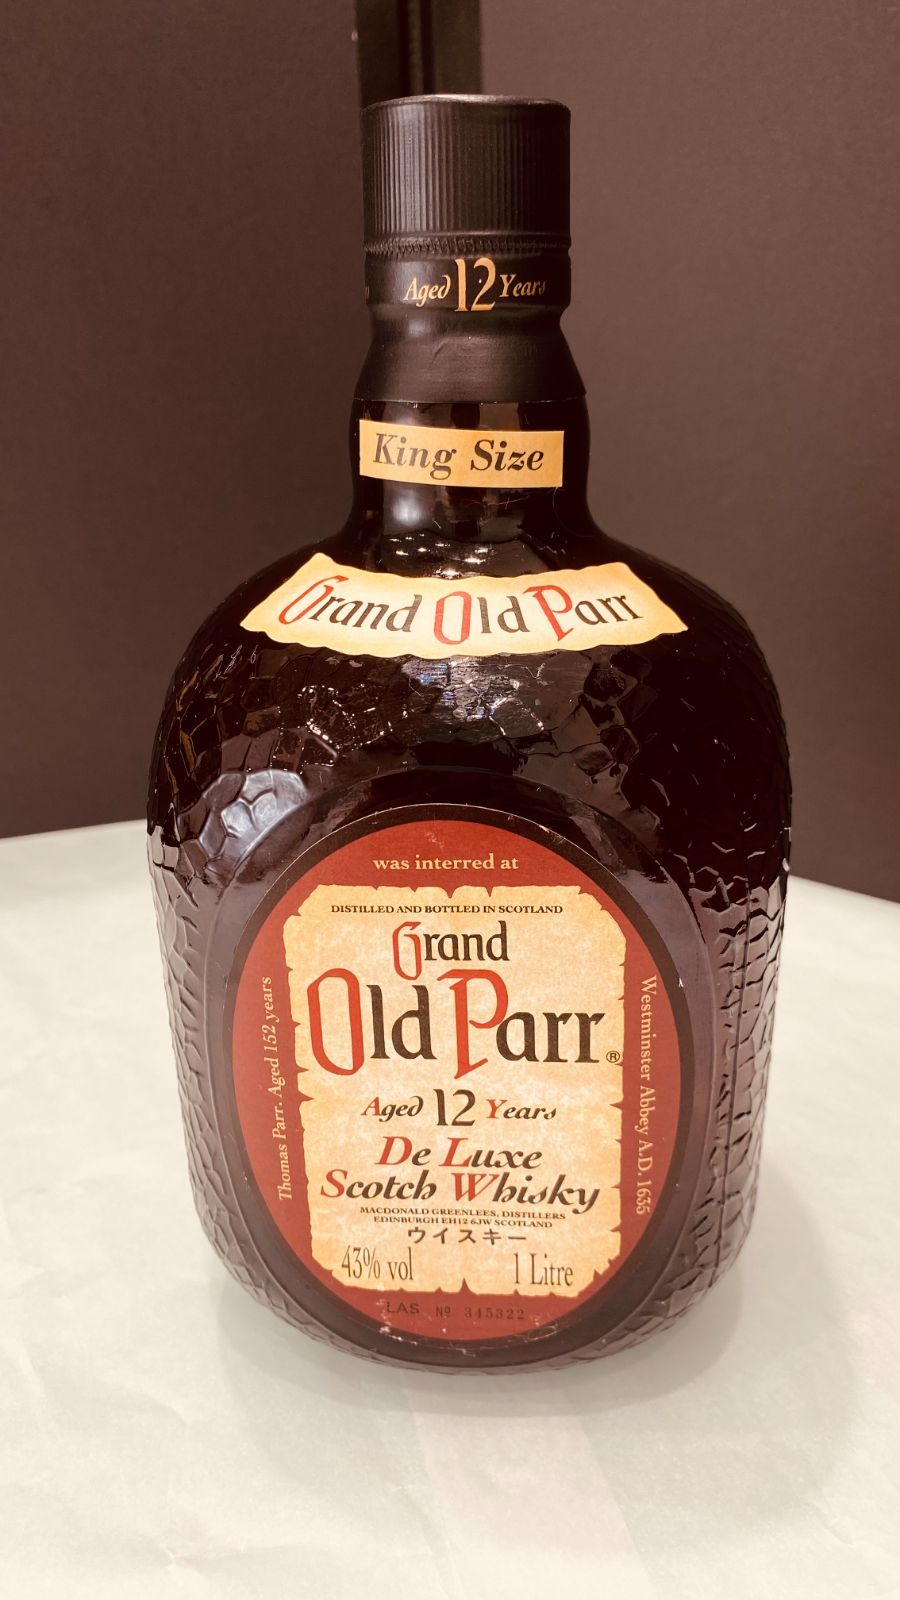 Aged 12 Years
King Size
Grand Old Parr
was interred at
DISTILLED AND BOTTLED IN SCOTLAND
Grand
Old Parr®
Aged 12 Years
De Luxe
Scotch Whisky
MACDONALD GREENLEES, DISTILLERS
EDINBURGH EH12 6JW SCOTLAND
ウイスキー
43% vol 1 Litre
Thomas Parr. Aged 152 years
Westminster Abbey A.D. 1635
LAS Nº 345322